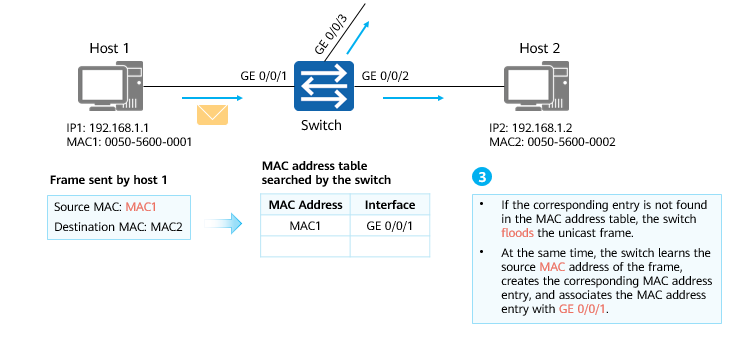 GE 0/0/3
Host 1
Host 2
GE 0/0/1
GE 0/0/2
Switch
IP1: 192.168.1.1
MAC1: 0050-5600-0001
IP2: 192.168.1.2
MAC2: 0050-5600-0002
Frame sent by host 1
Source MAC: MAC1
Destination MAC: MAC2
MAC address table
searched by the switch
MAC Address Interface
MAC1 GE 0/0/1
3
• If the corresponding entry is not found
in the MAC address table, the switch
floods the unicast frame.
• At the same time, the switch learns the
source MAC address of the frame,
creates the corresponding MAC address
entry, and associates the MAC address
entry with GE 0/0/1.